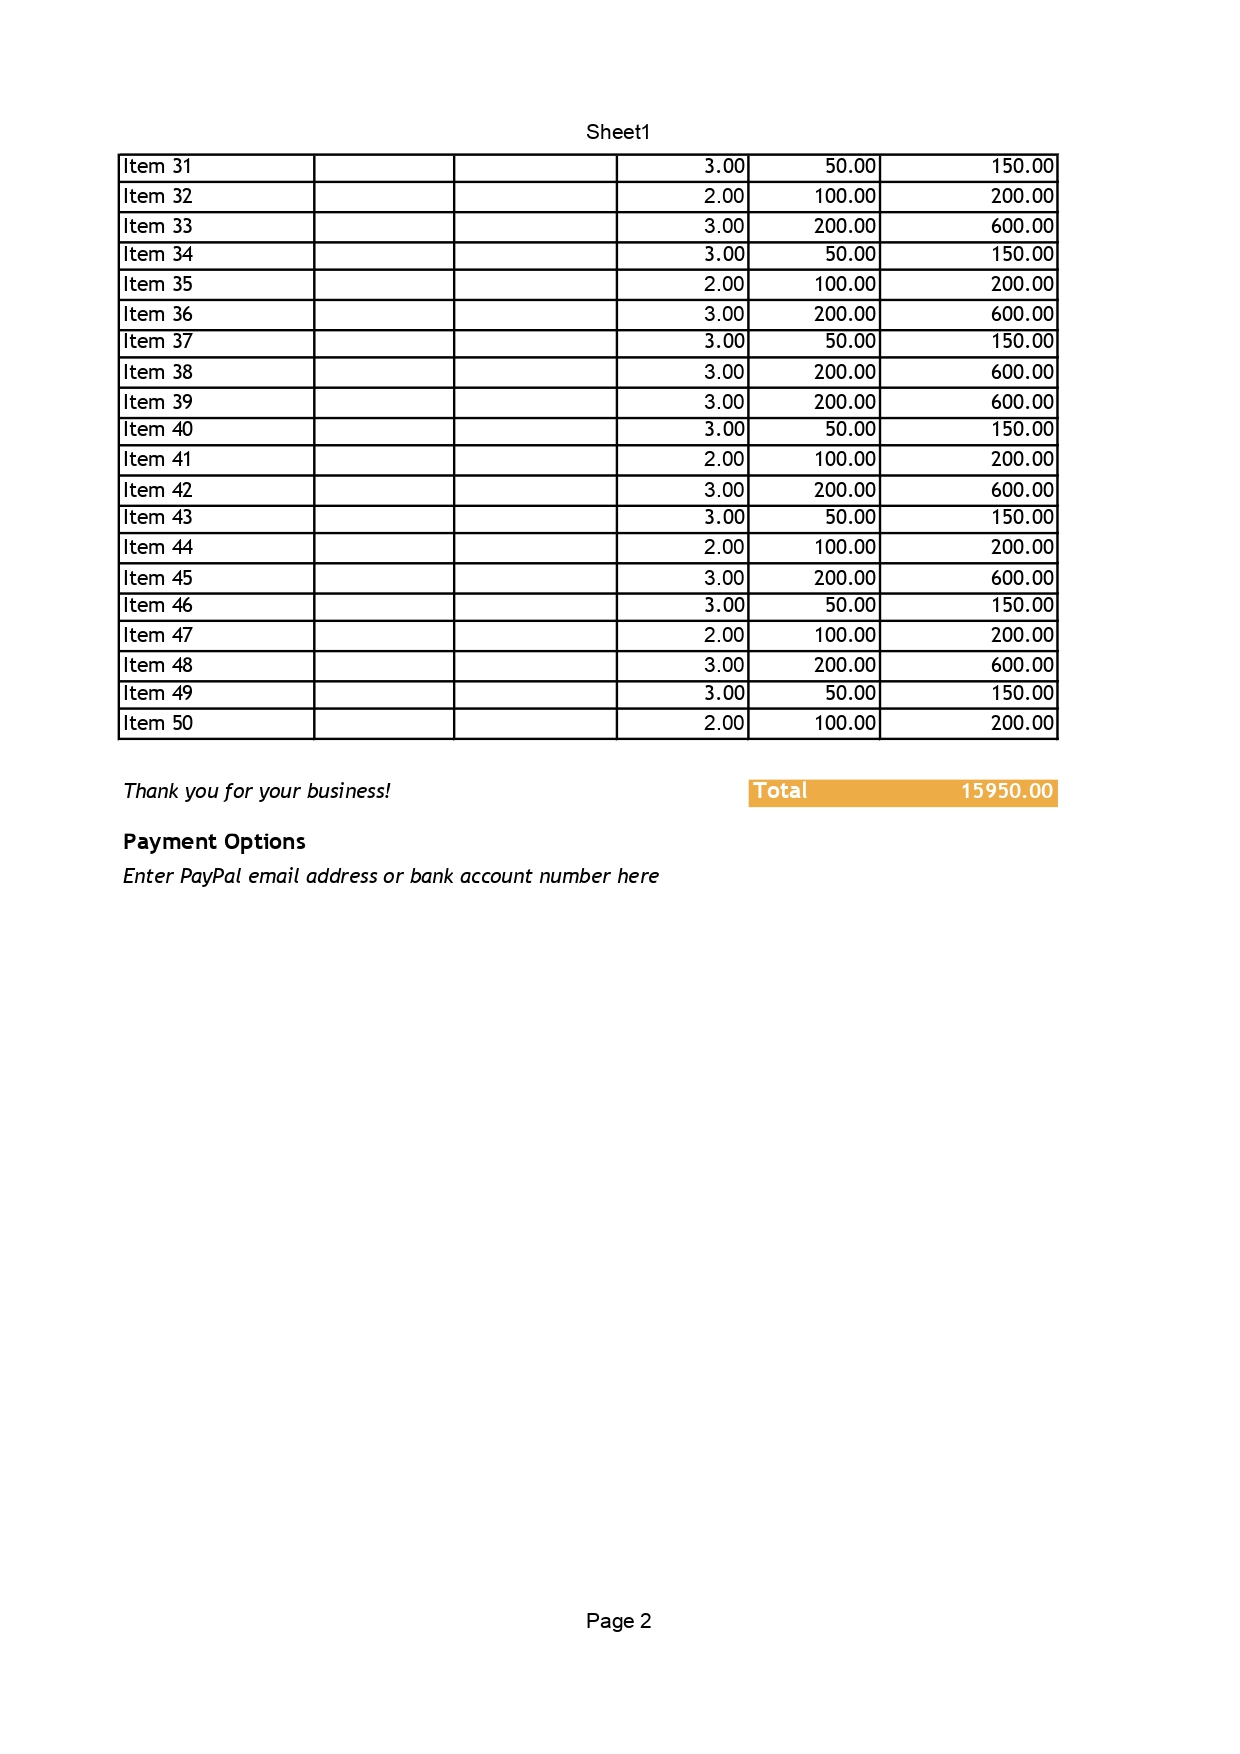 Sheet1
Item 31 3.00 50.00 150.00
Item 32 2.00 100.00 200.00
Item 33 3.00 200.00 600.00
Item 34 3.00 50.00 150.00
Item 35 2.00 100.00 200.00
Item 36 3.00 200.00 600.00
Item 37 3.00 50.00 150.00
Item 38 3.00 200.00 600.00
Item 39 3.00 200.00 600.00
Item 40 3.00 50.00 150.00
Item 41 2.00 100.00 200.00
Item 42 3.00 200.00 600.00
Item 43 3.00 50.00 150.00
Item 44 2.00 100.00 200.00
Item 45 3.00 200.00 600.00
Item 46 3.00 50.00 150.00
Item 47 2.00 100.00 200.00
Item 48 3.00 200.00 600.00
Item 49 3.00 50.00 150.00
Item 50 2.00 100.00 200.00
Thank you for your business! Total 15950.00
Payment Options
Enter PayPal email address or bank account number here
Page 2